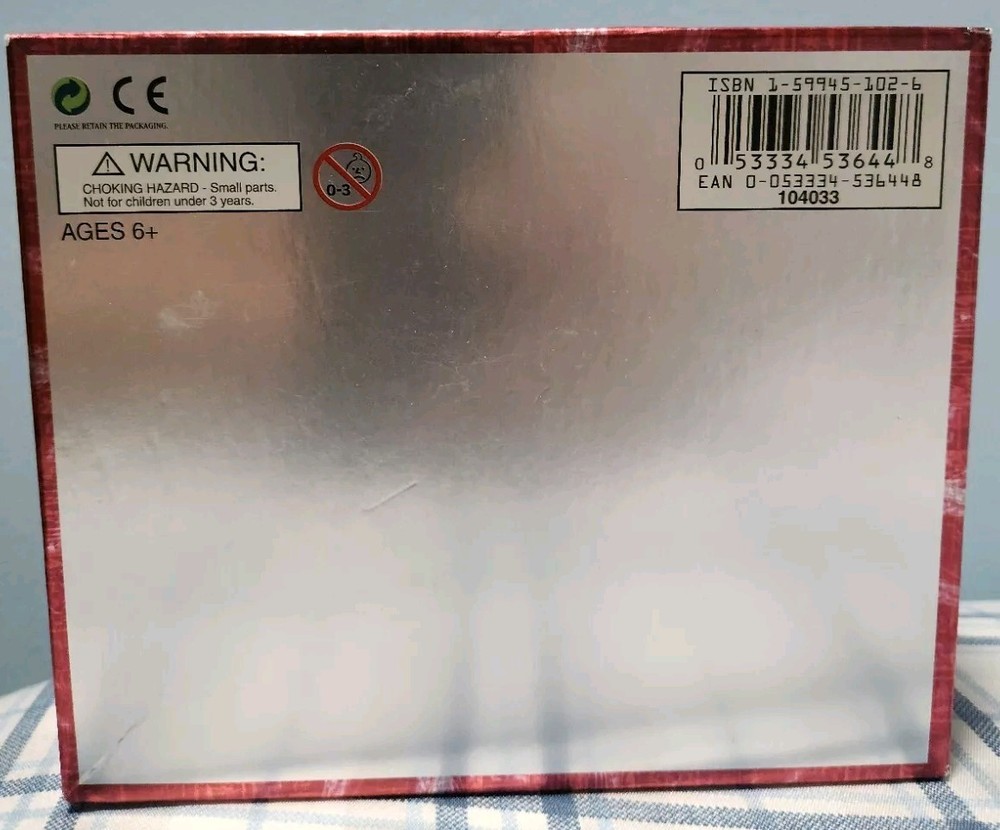 CE
PLEASE RETAIN THE PACKAGING.
WARNING:
CHOKING HAZARD - Small parts.
Not for children under 3 years.
0-3
AGES 6+
ISBN 1-59945-102-6
0 53334 53644 8
EAN 0-053334-536448
104033